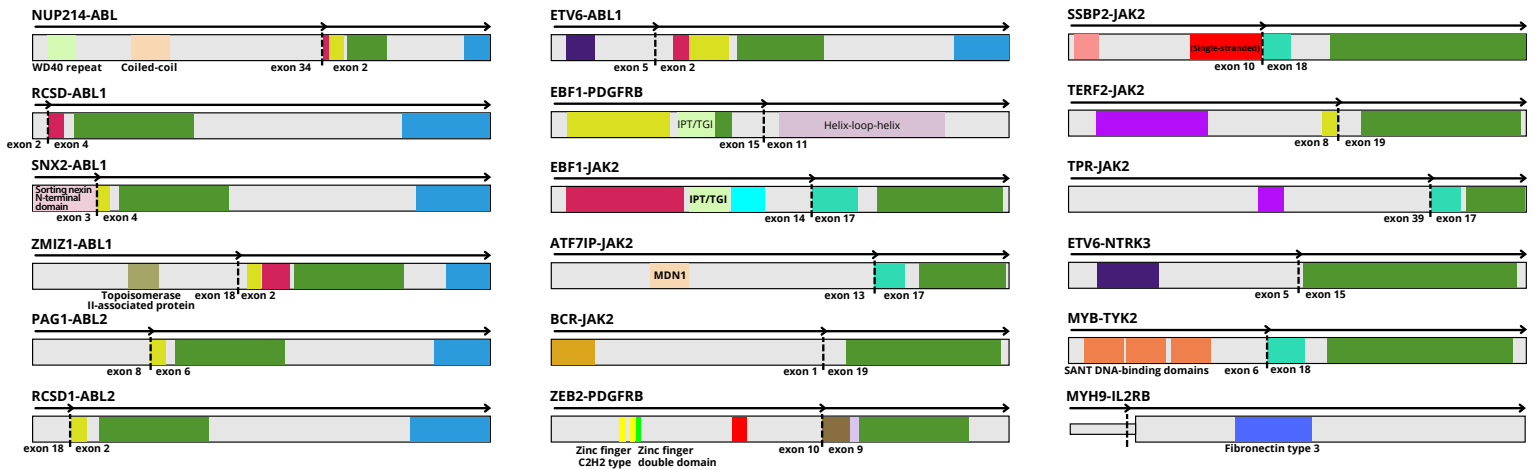 NUP214-ABL
WD40 repeat
Coiled-coil
exon 34
exon 2
RCSD-ABL1
exon 2
exon 4
SNX2-ABL1
Sorting nexin
N-terminal
domain
exon 3
exon 4
ZMIZ1-ABL1
Topoisomerase
II-associated protein
exon 18
exon 2
PAG1-ABL2
exon 8
exon 6
RCSD1-ABL2
exon 18
exon 2
ETV6-ABL1
exon 5
exon 2
EBF1-PDGFRB
IPT/TGI
Helix-loop-helix
exon 15
exon 11
EBF1-JAK2
IPT/TGI
exon 14
exon 17
ATF7IP-JAK2
MDN1
exon 13
exon 17
BCR-JAK2
exon 1
exon 19
ZEB2-PDGFRB
Zinc finger
C2H2 type
Zinc finger
double domain
exon 10
exon 9
SSBP2-JAK2
(Single-stranded)
exon 10
exon 18
TERF2-JAK2
exon 8
exon 19
TPR-JAK2
exon 39
exon 17
ETV6-NTRK3
exon 5
exon 15
MYB-TYK2
SANT DNA-binding domains
exon 6
exon 18
MYH9-IL2RB
Fibronectin type 3